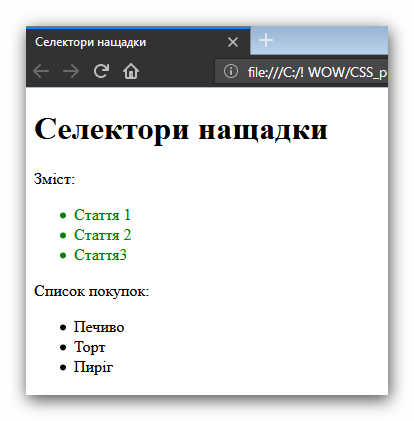 Селектори нащадки
file:///C:/! WOW/CSS_p
Селектори нащадки
Зміст:
Стаття 1
Стаття 2
Стаття3
Список покупок:
Печиво
Торт
Пиріг